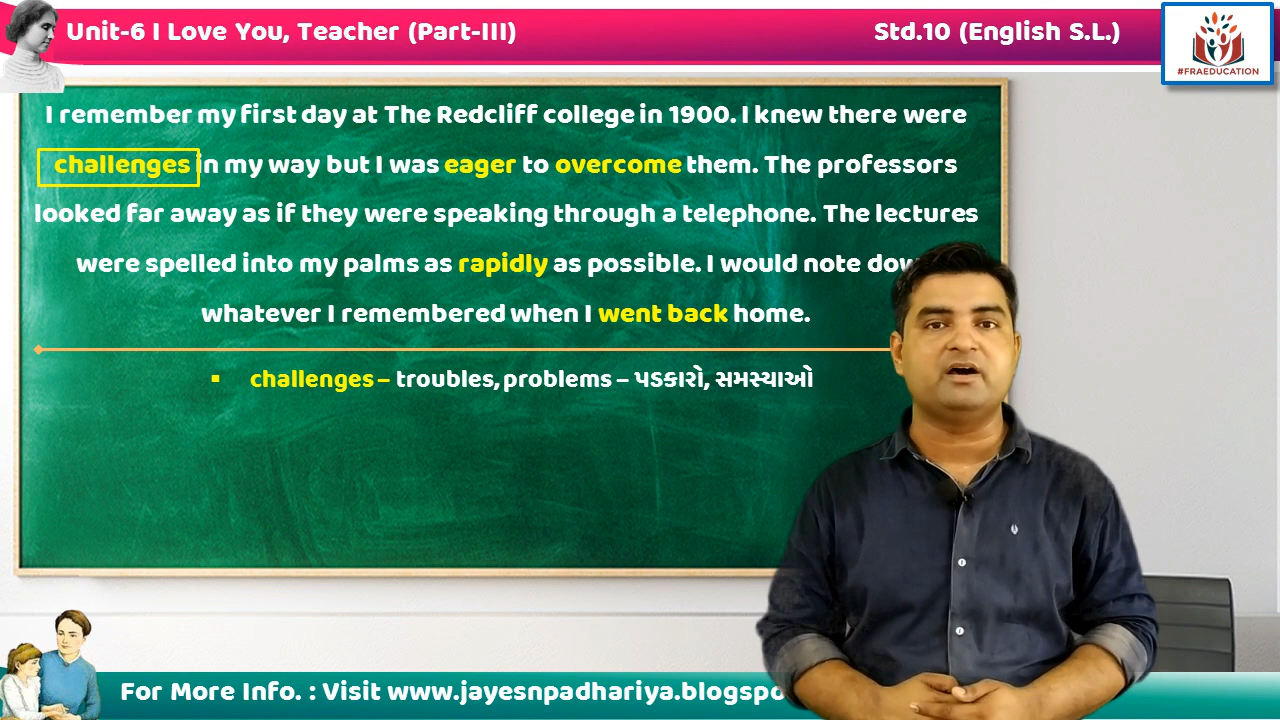 Unit-6 I Love You, Teacher (Part-III)
Std.10 (English S.L.)
#FRAEDUCATION
I remember my first day at The Redcliff college in 1900. I knew there were
challenges in my way but I was eager to overcome them. The professors
looked far away as if they were speaking through a telephone. The lectures
were spelled into my palms as rapidly as possible. I would note
whatever I remembered when I went back home.
▪ challenges – troubles, problems – પડકારો, સમસ્યાઓ
For More Info. : Visit